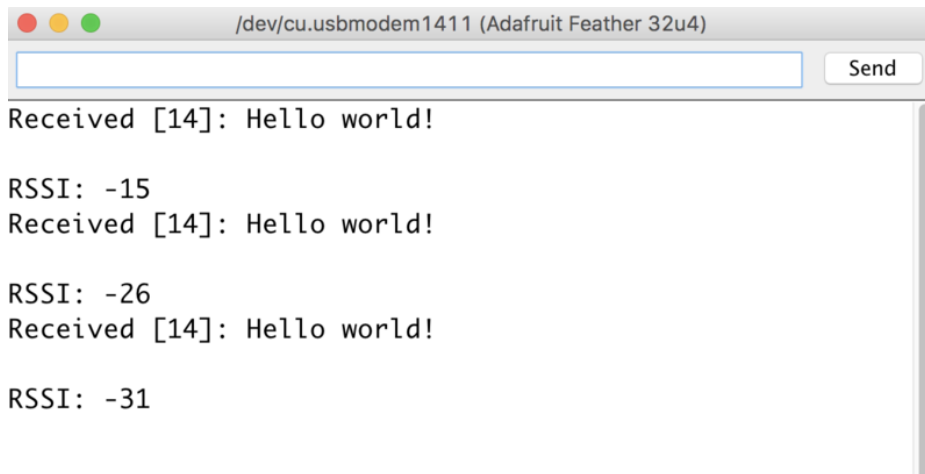 /dev/cu.usbmodem1411 (Adafruit Feather 32u4)
Send
Received [14]: Hello world!
RSSI: -15
Received [14]: Hello world!
RSSI: -26
Received [14]: Hello world!
RSSI: -31